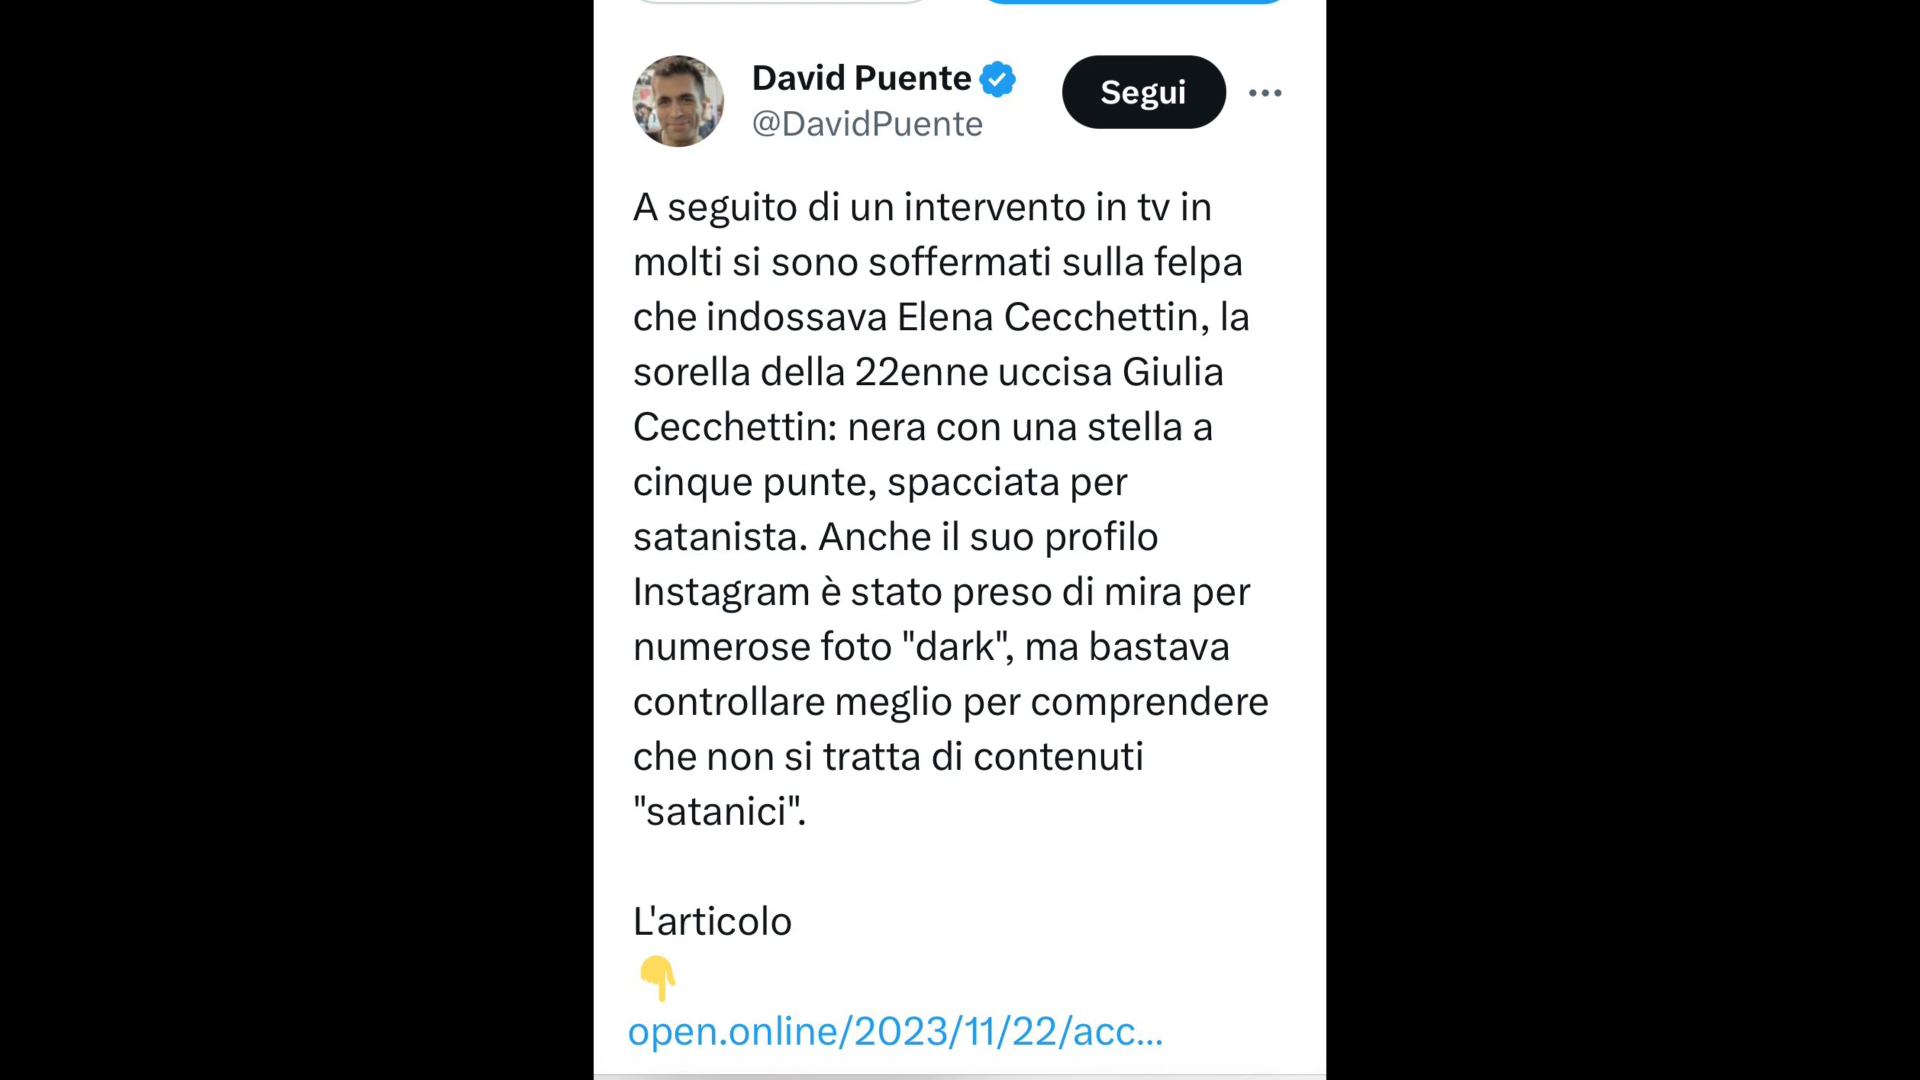 David Puente
@DavidPuente
Segui
A seguito di un intervento in tv in
molti si sono soffermati sulla felpa
che indossava Elena Cecchettin, la
sorella della 22enne uccisa Giulia
Cecchettin: nera con una stella a
cinque punte, spacciata per
satanista. Anche il suo profilo
Instagram è stato preso di mira per
numerose foto "dark", ma bastava
controllare meglio per comprendere
che non si tratta di contenuti
"satanici".
L'articolo
open.online/2023/11/22/acc...